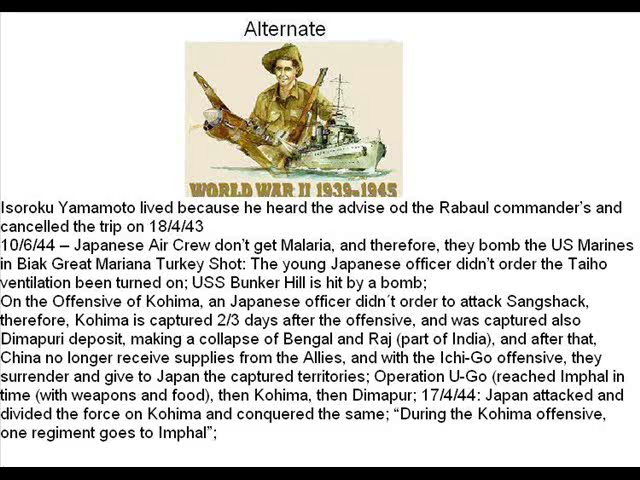 Alternate
WORLD WAR II 1939-1945
Isoroku Yamamoto lived because he heard the advise od the Rabaul commander's and
cancelled the trip on 18/4/43
10/6/44 – Japanese Air Crew don't get Malaria, and therefore, they bomb the US Marines
in Biak Great Mariana Turkey Shot: The young Japanese officer didn't order the Taiho
ventilation been turned on; USS Bunker Hill is hit by a bomb;
On the Offensive of Kohima, an Japanese officer didn´t order to attack Sangshack,
therefore, Kohima is captured 2/3 days after the offensive, and was captured also
Dimapuri deposit, making a collapse of Bengal and Raj (part of India), and after that,
China no longer receive supplies from the Allies, and with the Ichi-Go offensive, they
surrender and give to Japan the captured territories; Operation U-Go (reached Imphal in
time (with weapons and food), then Kohima, then Dimapur; 17/4/44: Japan attacked and
divided the force on Kohima and conquered the same; “During the Kohima offensive,
one regiment goes to Imphal”;